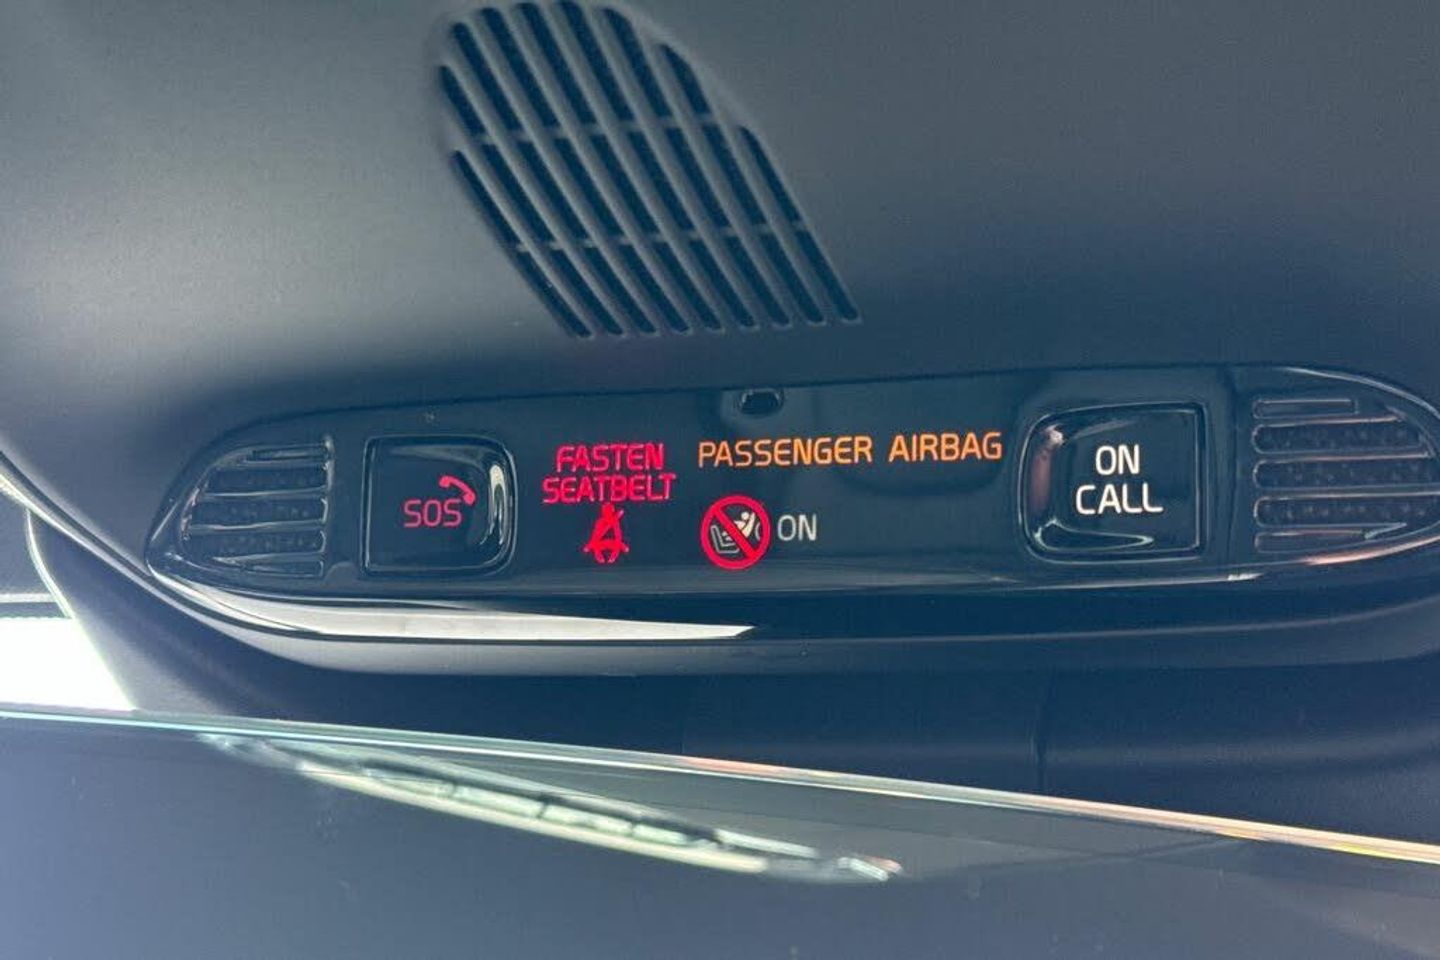 SOS
FASTEN
SEATBELT
PASSENGER AIRBAG
ON
ON
CALL